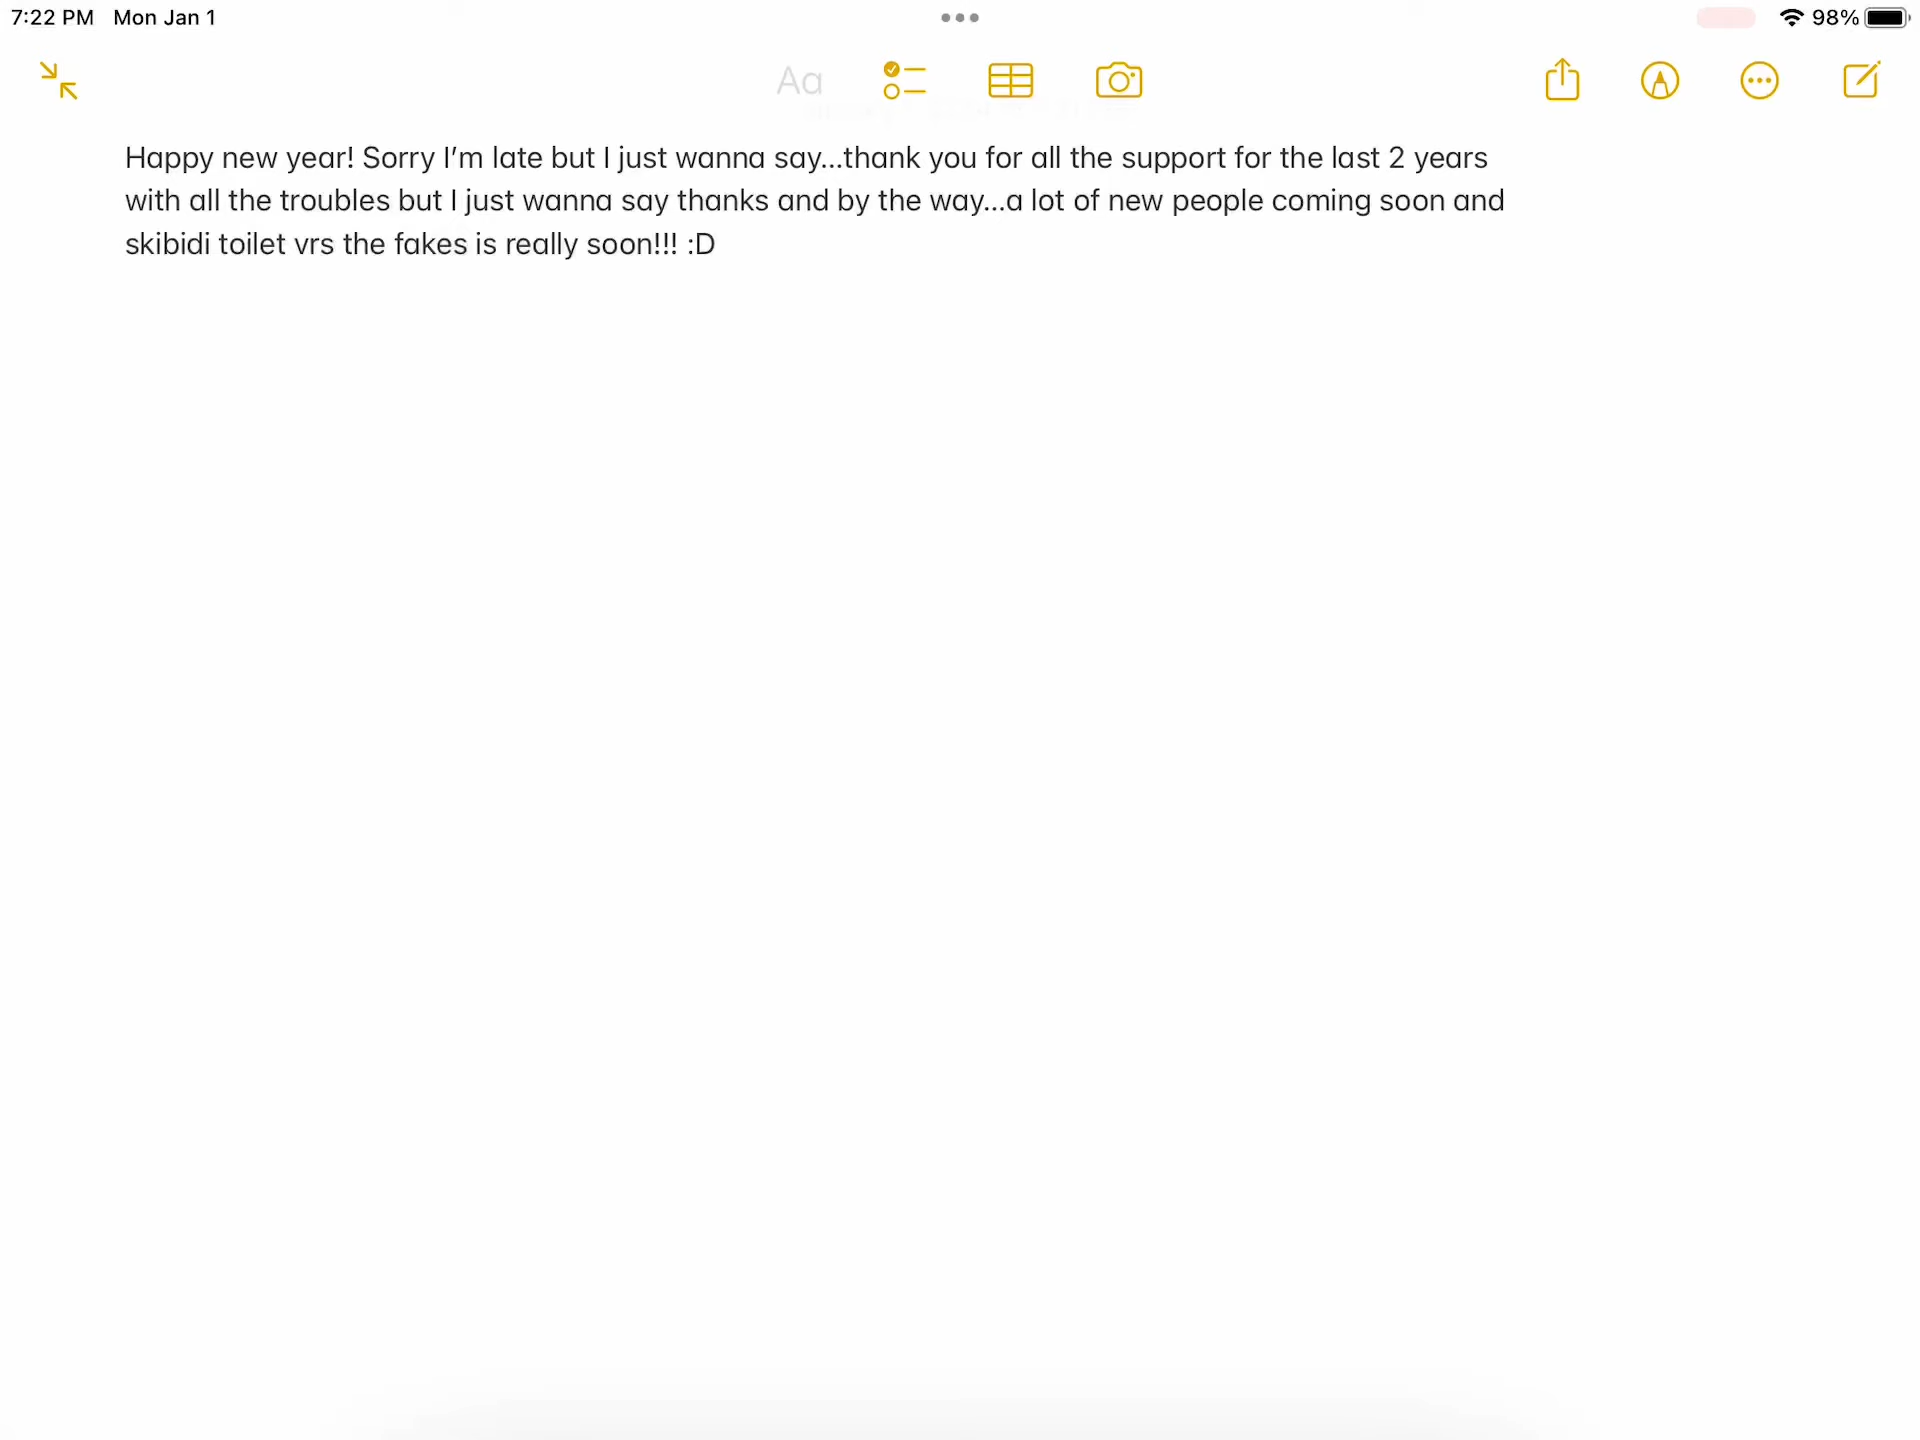 7:22 PM Mon Jan 1
98%
Aa
Happy new year! Sorry I’m late but I just wanna say...thank you for all the support for the last 2 years
with all the troubles but I just wanna say thanks and by the way...a lot of new people coming soon and
skibidi toilet vrs the fakes is really soon!!! :D